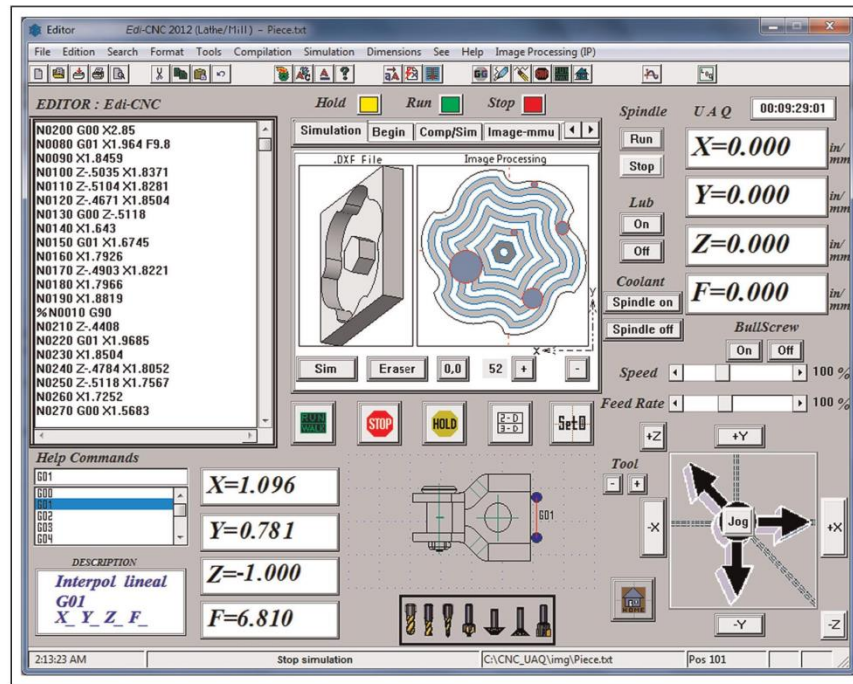 Editor Edi-CNC 2012 (Lathe/Mill) - Piece.txt
File Edition Search Format Tools Compilation Simulation Dimensions See Help Image Processing (IP)
EDITOR : Edi-CNC
N0200 G00 X2.85
N0080 G01 X1.964 F9.8
N0090 X1.8459
N0100 Z-.5035 X1.8371
N0110 Z-.5104 X1.8281
N0120 Z-.4671 X1.8504
N0130 G00 Z-.5118
N0140 X1.643
N0150 G01 X1.6745
N0160 X1.7926
N0170 Z-.4903 X1.8221
N0180 X1.7966
N0190 X1.8819
%N0010 G90
N0210 Z-.4408
N0220 G01 X1.9685
N0230 X1.8504
N0240 Z-.4784 X1.8052
N0250 Z-.5118 X1.7567
N0260 X1.7252
N0270 G00 X1.5683
Hold Run Stop
Simulation Begin Comp/Sim Image-mmu
.DXF File Image Processing
y
x
Sim Eraser 0,0 52 + -
RUN WALK STOP HOLD 2-D 3-D Set0
Spindle U A Q 00:09:29:01
Run
Stop
X=0.000 in/mm
Y=0.000 in/mm
Z=0.000 in/mm
F=0.000 in/mm
Lub
On
Off
Coolant
Spindle on
Spindle off
BullScrew
On Off
Speed 100 %
Feed Rate 100 %
Help Commands
G01
G00
G01
G02
G03
G04
DESCRIPTION
Interpol lineal
G01
X_ Y_ Z_ F_
X=1.096
Y=0.781
Z=-1.000
F=6.810
G01
Tool
- +
+Z +Y
-X Jog +X
HOME
-Y -Z
2:13:23 AM Stop simulation C:\CNC_UAQ\img\Piece.txt Pos 101